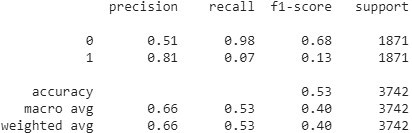 precision recall f1-score support
0 0.51 0.98 0.68 1871
1 0.81 0.07 0.13 1871
accuracy 0.53 3742
macro avg 0.66 0.53 0.40 3742
weighted avg 0.66 0.53 0.40 3742